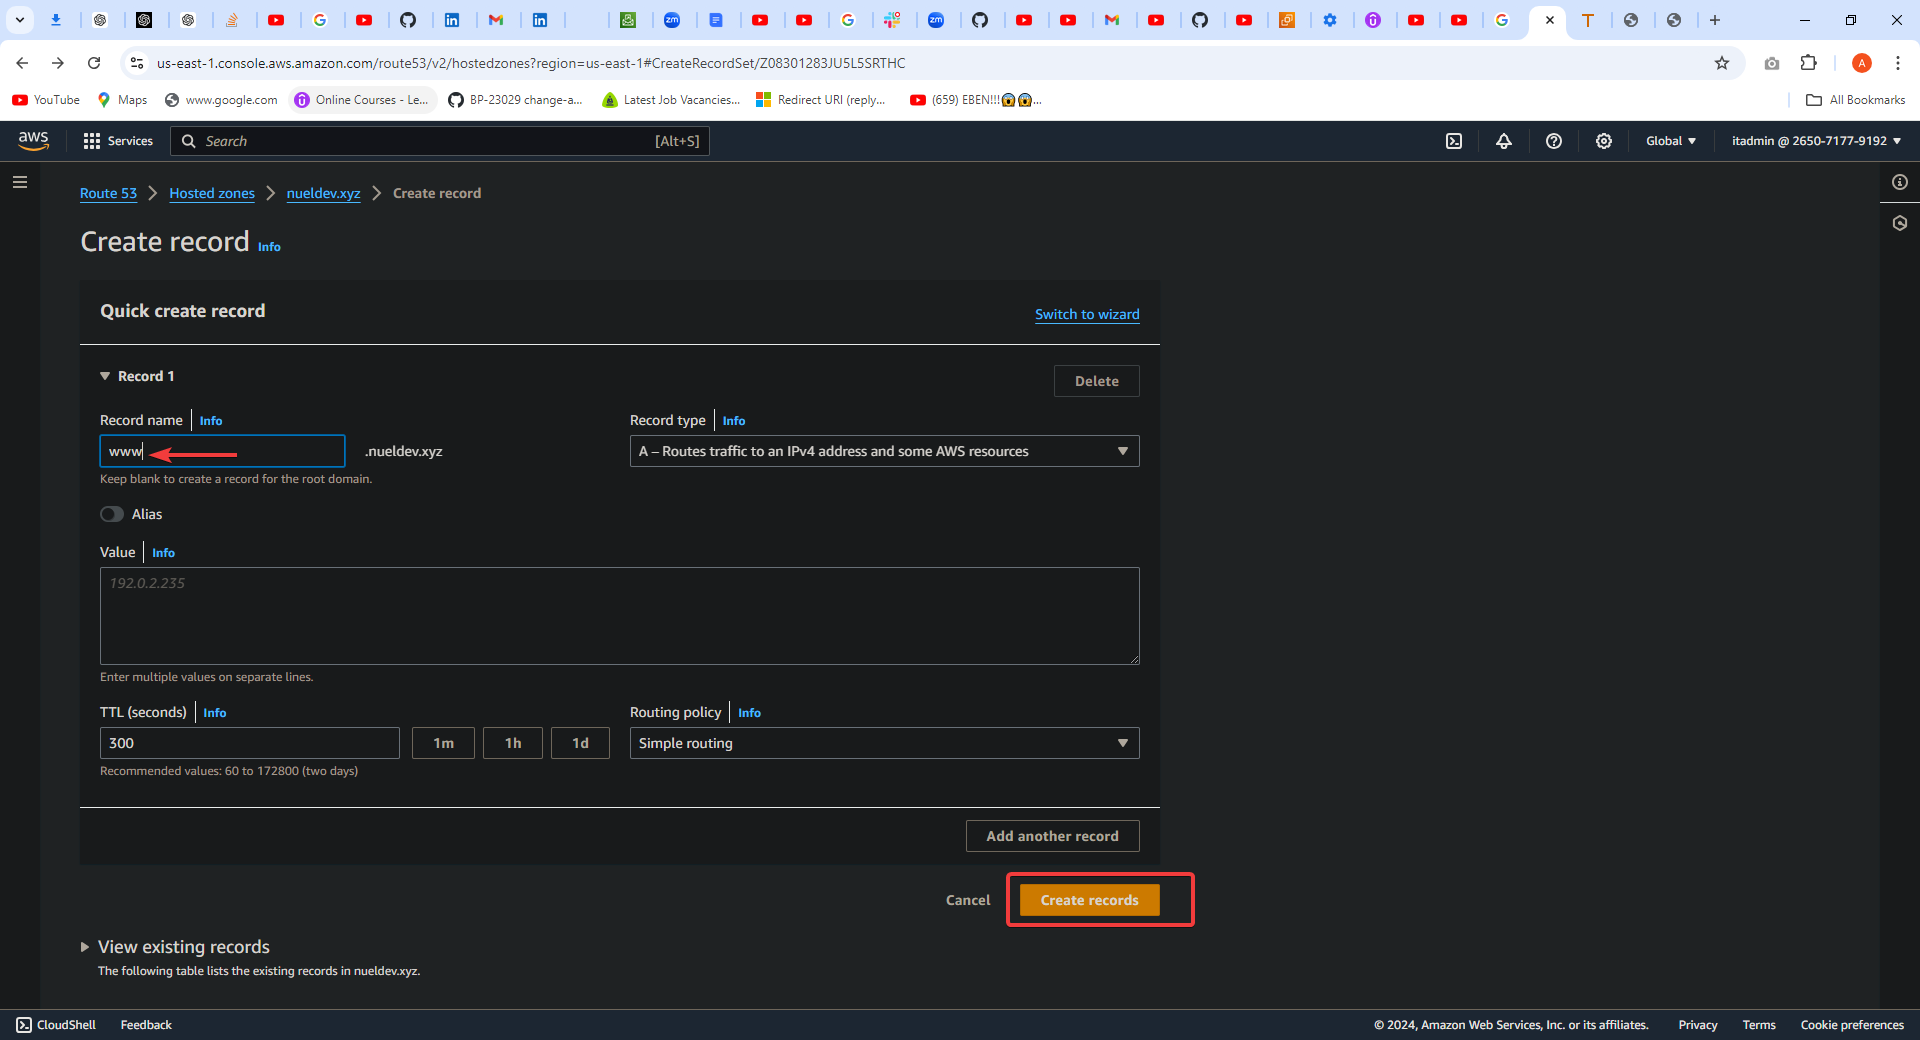 us-east-1.console.aws.amazon.com/route53/v2/hostedzones?region=us-east-1#CreateRecordSet/Z08301283JU5L5SRTHC
YouTube Maps www.google.com Online Courses - Le... BP-23029 change-a... Latest Job Vacancies... Redirect URI (reply... (659) EBEN!!!😱😱... All Bookmarks
aws Services Search [Alt+S] Global itadmin @ 2650-7177-9192
Route 53 Hosted zones nueldev.xyz Create record
Create record Info
Quick create record Switch to wizard
Record 1 Delete
Record name Info Record type Info
www .nueldev.xyz A – Routes traffic to an IPv4 address and some AWS resources
Keep blank to create a record for the root domain.
Alias
Value Info
192.0.2.235
Enter multiple values on separate lines.
TTL (seconds) Info Routing policy Info
300 1m 1h 1d Simple routing
Recommended values: 60 to 172800 (two days)
Add another record
Cancel Create records
View existing records
The following table lists the existing records in nueldev.xyz.
CloudShell Feedback © 2024, Amazon Web Services, Inc. or its affiliates. Privacy Terms Cookie preferences